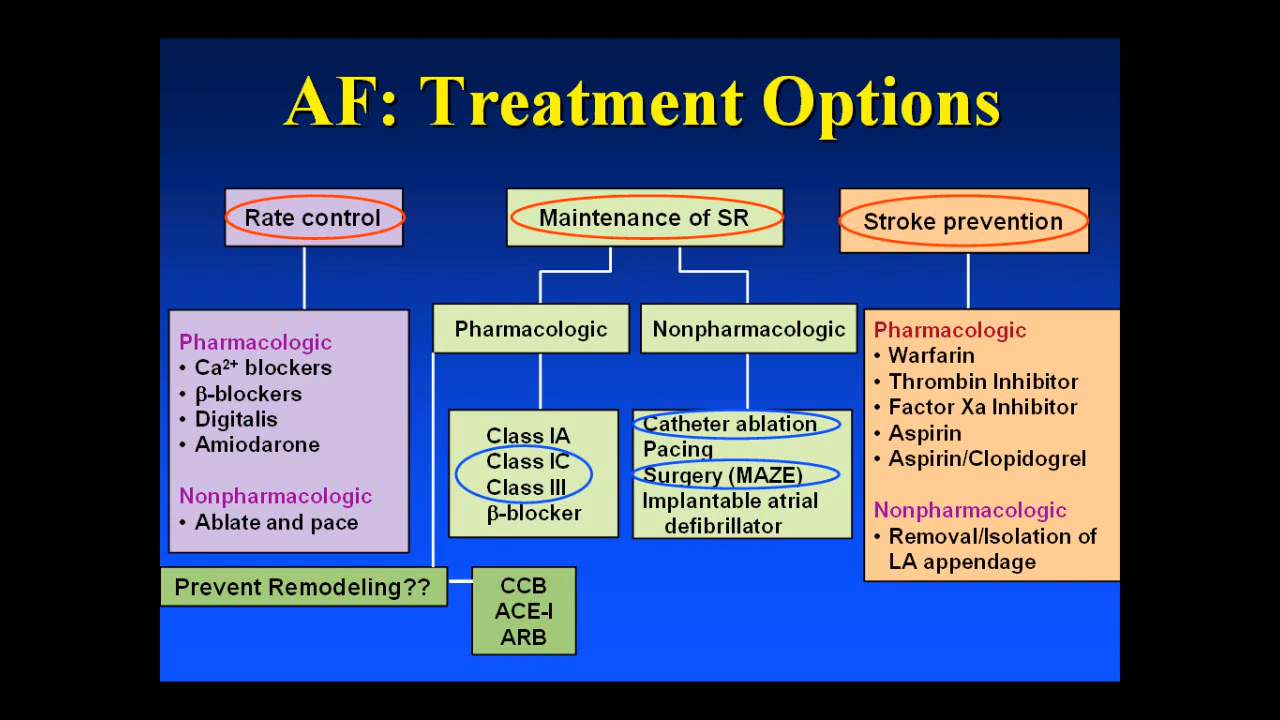 AF: Treatment Options
Rate control
Pharmacologic
• Ca²⁺ blockers
• β-blockers
• Digitalis
• Amiodarone
Nonpharmacologic
• Ablate and pace
Maintenance of SR
Pharmacologic
Class IA
Class IC
Class III
β-blocker
Prevent Remodeling??
CCB
ACE-I
ARB
Nonpharmacologic
Catheter ablation
Pacing
Surgery (MAZE)
Implantable atrial
defibrillator
Stroke prevention
Pharmacologic
• Warfarin
• Thrombin Inhibitor
• Factor Xa Inhibitor
• Aspirin
• Aspirin/Clopidogrel
Nonpharmacologic
• Removal/Isolation of
LA appendage